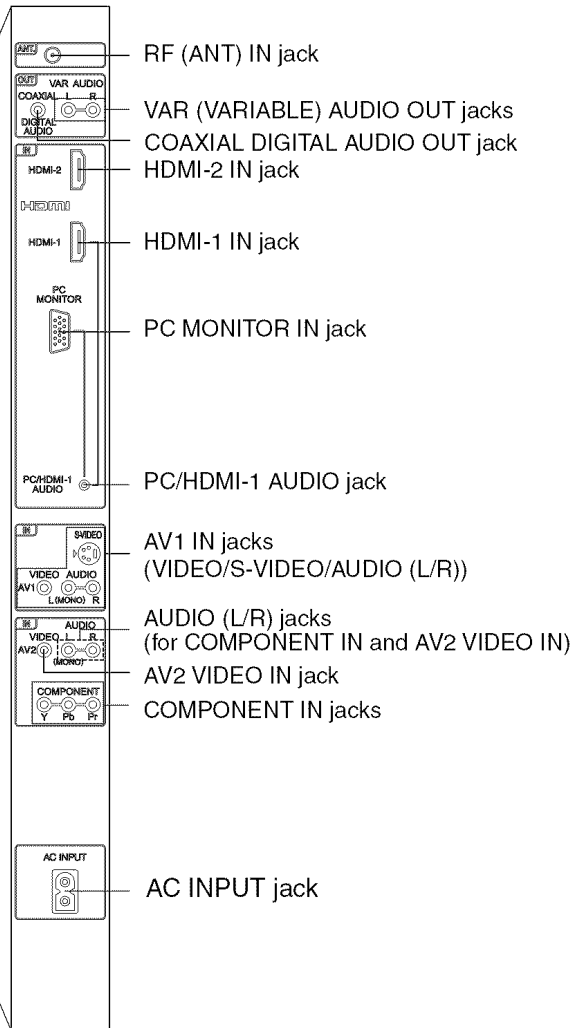 ANT.
RF (ANT) IN jack
OUT
VAR AUDIO
COAXIAL L R
DIGITAL
AUDIO
VAR (VARIABLE) AUDIO OUT jacks
COAXIAL DIGITAL AUDIO OUT jack
IN
HDMI-2
HDMI-2 IN jack
HDMI
HDMI-1
HDMI-1 IN jack
PC
MONITOR
PC MONITOR IN jack
PC/HDMI-1
AUDIO
PC/HDMI-1 AUDIO jack
IN
S-VIDEO
VIDEO AUDIO
AV1
L(MONO) R
AV1 IN jacks
(VIDEO/S-VIDEO/AUDIO (L/R))
IN
AUDIO
VIDEO L R
AV2
(MONO)
AUDIO (L/R) jacks
(for COMPONENT IN and AV2 VIDEO IN)
AV2 VIDEO IN jack
COMPONENT
Y Pb Pr
COMPONENT IN jacks
AC INPUT
AC INPUT jack